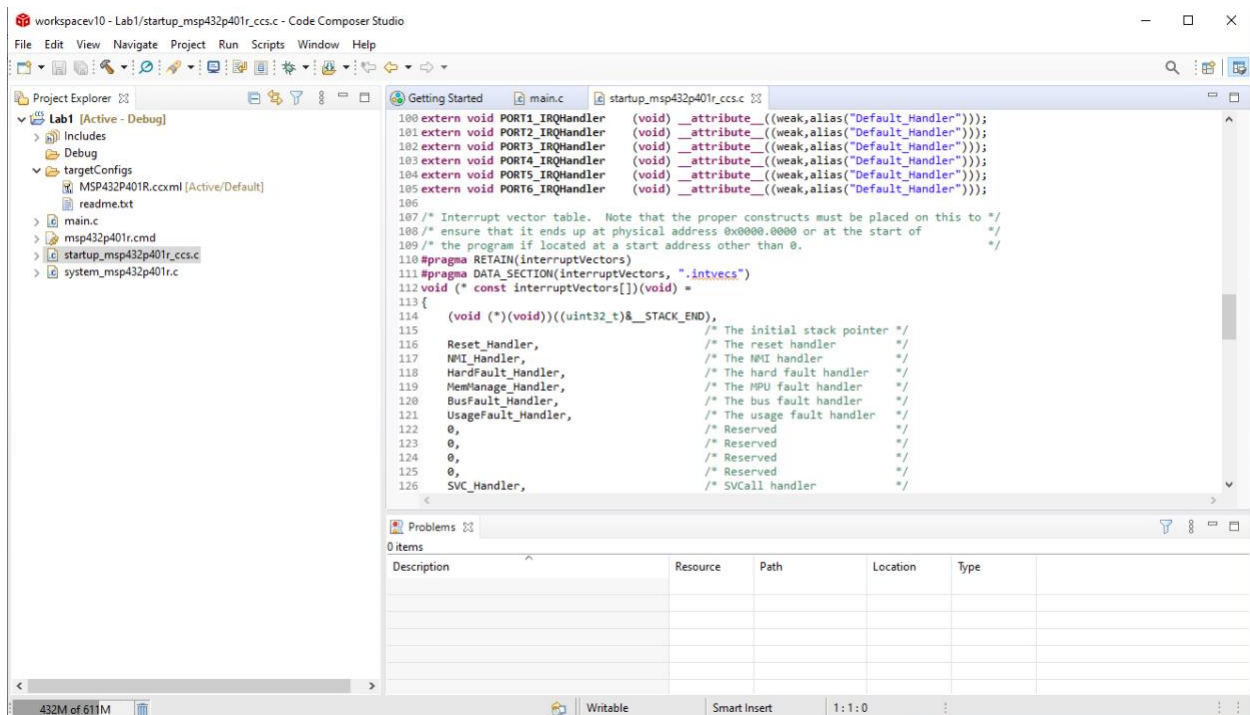 workspacev10 - Lab1/startup_msp432p401r_ccs.c - Code Composer Studio
File Edit View Navigate Project Run Scripts Window Help
Project Explorer
Lab1 [Active - Debug]
Includes
Debug
targetConfigs
MSP432P401R.ccxml [Active/Default]
readme.txt
main.c
msp432p401r.cmd
startup_msp432p401r_ccs.c
system_msp432p401r.c
Getting Started main.c startup_msp432p401r_ccs.c
100 extern void PORT1_IRQHandler (void) __attribute__((weak,alias("Default_Handler")));
101 extern void PORT2_IRQHandler (void) __attribute__((weak,alias("Default_Handler")));
102 extern void PORT3_IRQHandler (void) __attribute__((weak,alias("Default_Handler")));
103 extern void PORT4_IRQHandler (void) __attribute__((weak,alias("Default_Handler")));
104 extern void PORT5_IRQHandler (void) __attribute__((weak,alias("Default_Handler")));
105 extern void PORT6_IRQHandler (void) __attribute__((weak,alias("Default_Handler")));
106
107 /* Interrupt vector table. Note that the proper constructs must be placed on this to */
108 /* ensure that it ends up at physical address 0x0000.0000 or at the start of */
109 /* the program if located at a start address other than 0. */
110 #pragma RETAIN(interruptVectors)
111 #pragma DATA_SECTION(interruptVectors, ".intvecs")
112 void (* const interruptVectors[])(void) =
113 {
114 (void (*)(void))((uint32_t)&__STACK_END),
115 /* The initial stack pointer */
116 Reset_Handler, /* The reset handler */
117 NMI_Handler, /* The NMI handler */
118 HardFault_Handler, /* The hard fault handler */
119 MemManage_Handler, /* The MPU fault handler */
120 BusFault_Handler, /* The bus fault handler */
121 UsageFault_Handler, /* The usage fault handler */
122 0, /* Reserved */
123 0, /* Reserved */
124 0, /* Reserved */
125 0, /* Reserved */
126 SVC_Handler, /* SVCall handler */
Problems
0 items
Description Resource Path Location Type
432M of 611M Writable Smart Insert 1:1:0